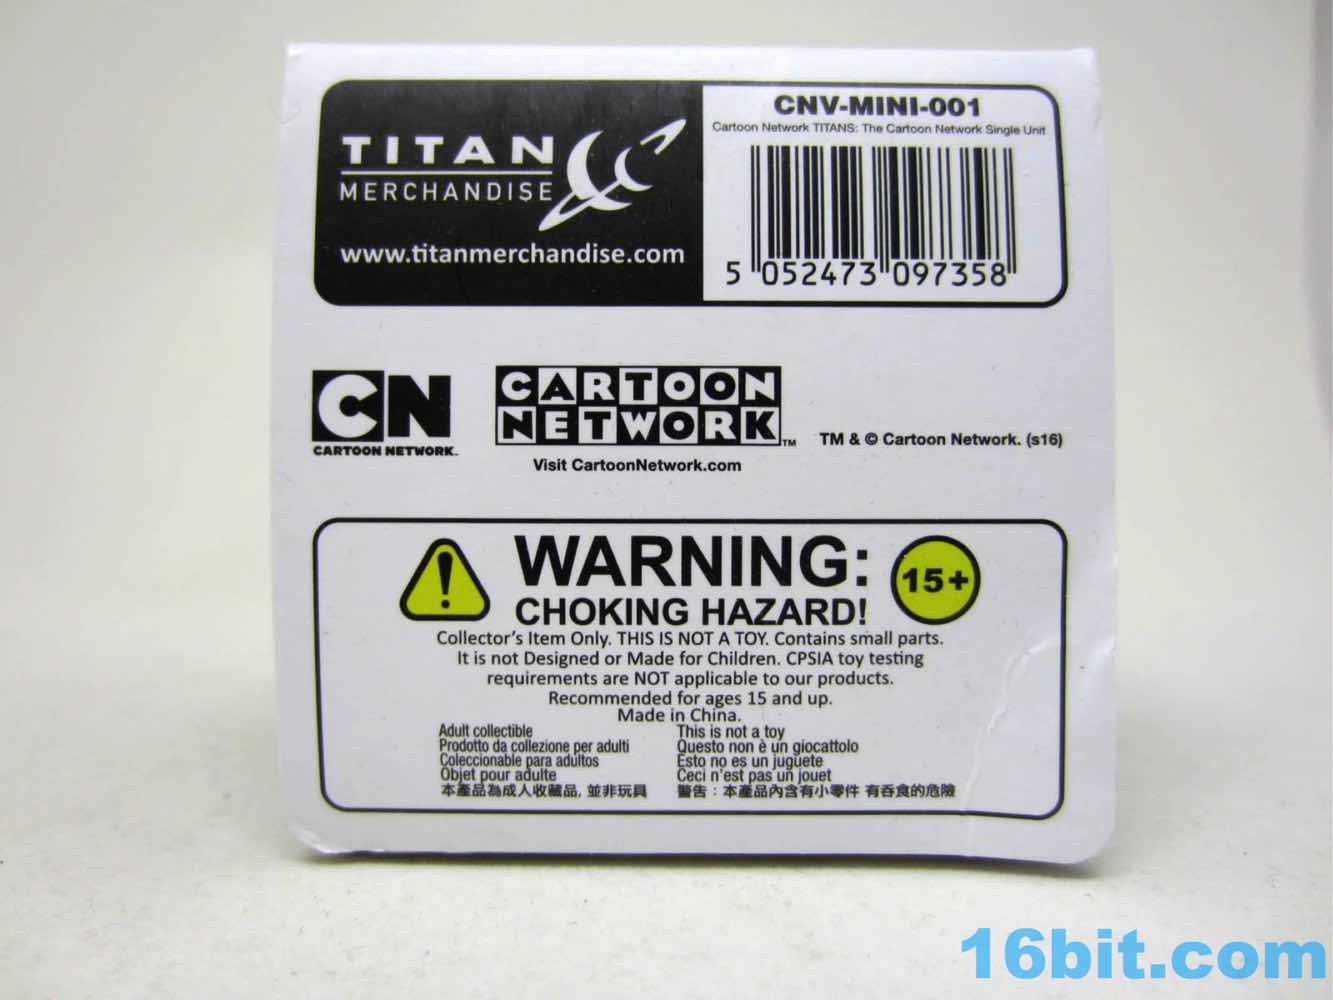 TITAN
MERCHANDISE
www.titanmerchandise.com
CNV-MINI-001
Cartoon Network TITANS: The Cartoon Network Single Unit
5 052473 097358
CN
CARTOON NETWORK.
CARTOON
NETWORK TM
Visit CartoonNetwork.com
TM & © Cartoon Network. (s16)
! WARNING: 15+
CHOKING HAZARD!
Collector's Item Only. THIS IS NOT A TOY. Contains small parts.
It is not Designed or Made for Children. CPSIA toy testing
requirements are NOT applicable to our products.
Recommended for ages 15 and up.
Made in China.
Adult collectible
Prodotto da collezione per adulti
Coleccionable para adultos
Objet pour adulte
本產品為成人收藏品, 並非玩具
This is not a toy
Questo non è un giocattolo
Esto no es un juguete
Ceci n'est pas un jouet
警告：本產品內含有小零件 有吞食的危險
16bit.com